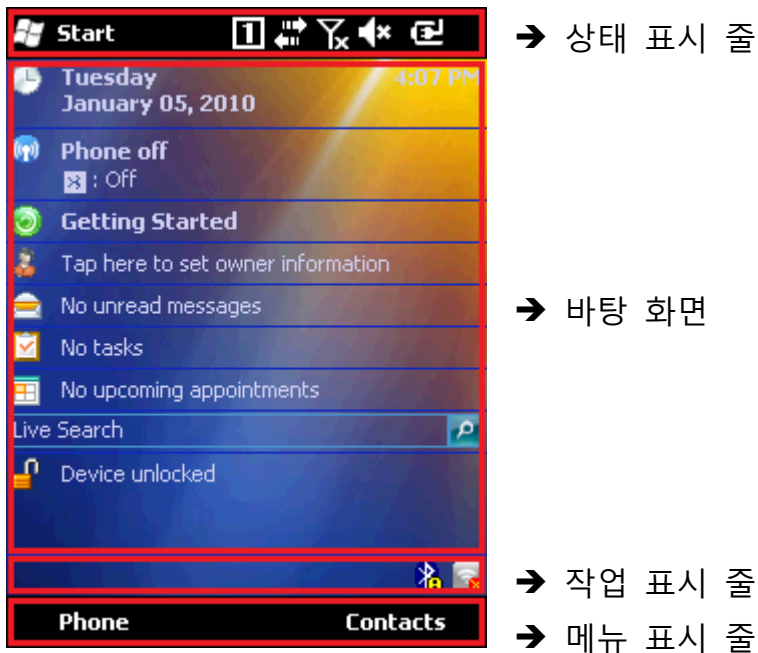 Start 1 ➔ 상태 표시 줄
Tuesday 4:07 PM
January 05, 2010
Phone off
: Off
Getting Started
Tap here to set owner information
No unread messages ➔ 바탕 화면
No tasks
No upcoming appointments
Live Search
Device unlocked
➔ 작업 표시 줄
Phone Contacts ➔ 메뉴 표시 줄